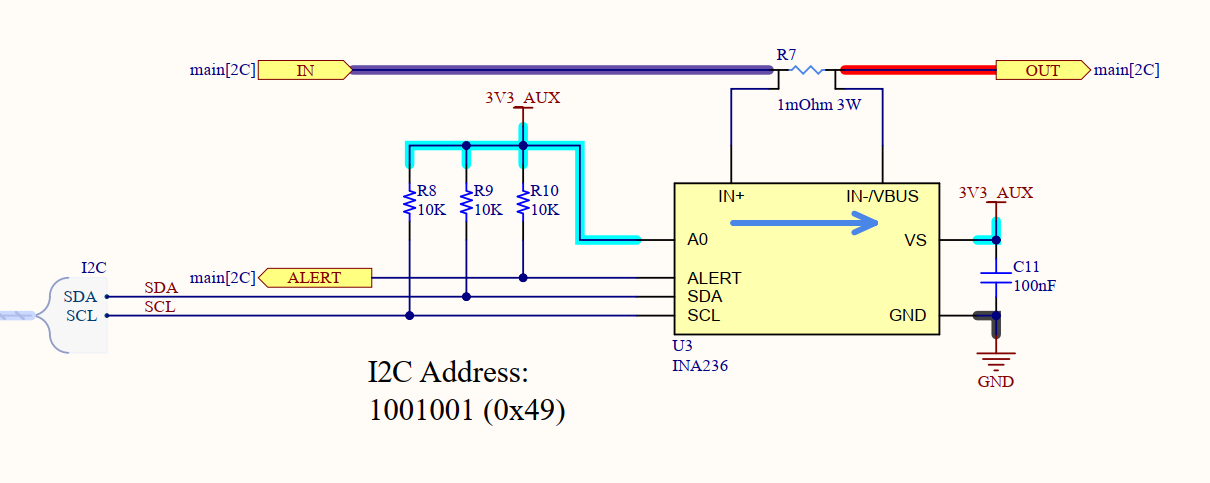 R7
main[2C] IN
OUT main[2C]
1mOhm 3W
3V3_AUX
R8
10K
R9
10K
R10
10K
IN+
IN-/VBUS
3V3_AUX
A0
VS
main[2C] ALERT
ALERT
I2C
SDA
SDA
SDA
SCL
SCL
SCL
GND
C11
100nF
U3
INA236
GND
I2C Address:
1001001 (0x49)